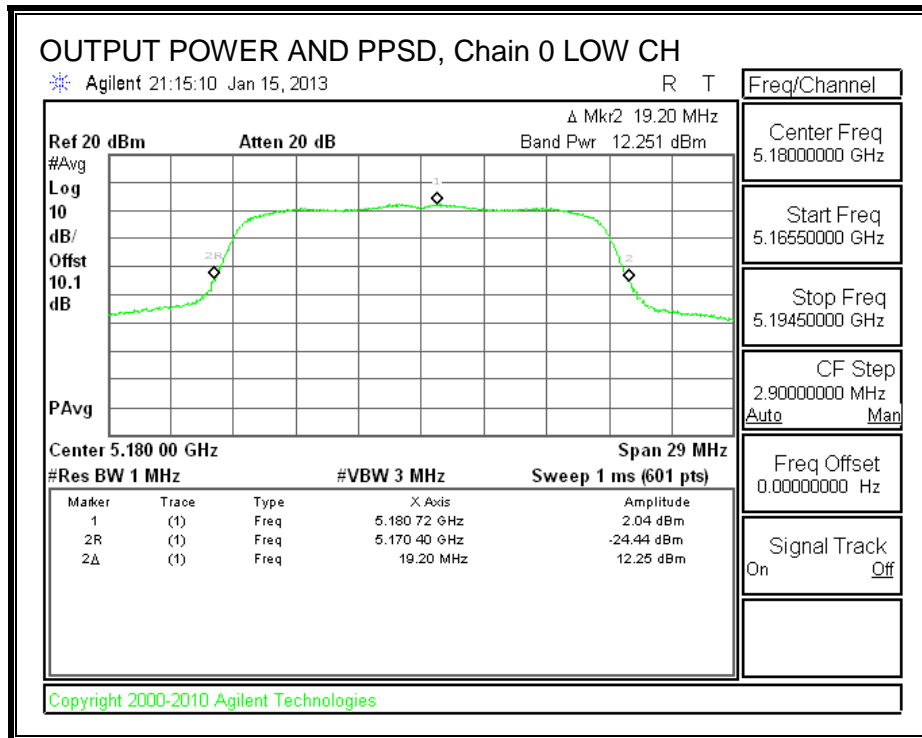 OUTPUT POWER AND PPSD, Chain 0 LOW CH
Agilent 21:15:10 Jan 15, 2013 R T
Δ Mkr2 19.20 MHz
Ref 20 dBm Atten 20 dB Band Pwr 12.251 dBm
#Avg
Log
10
dB/
Offst
10.1
dB
PAvg
1
2R
2
Center 5.180 00 GHz Span 29 MHz
#Res BW 1 MHz #VBW 3 MHz Sweep 1 ms (601 pts)
Marker Trace Type X Axis Amplitude
1 (1) Freq 5.180 72 GHz 2.04 dBm
2R (1) Freq 5.170 40 GHz -24.44 dBm
2Δ (1) Freq 19.20 MHz 12.25 dBm
Freq/Channel
Center Freq
5.18000000 GHz
Start Freq
5.16550000 GHz
Stop Freq
5.19450000 GHz
CF Step
2.90000000 MHz
Auto Man
Freq Offset
0.00000000 Hz
Signal Track
On Off
Copyright 2000-2010 Agilent Technologies